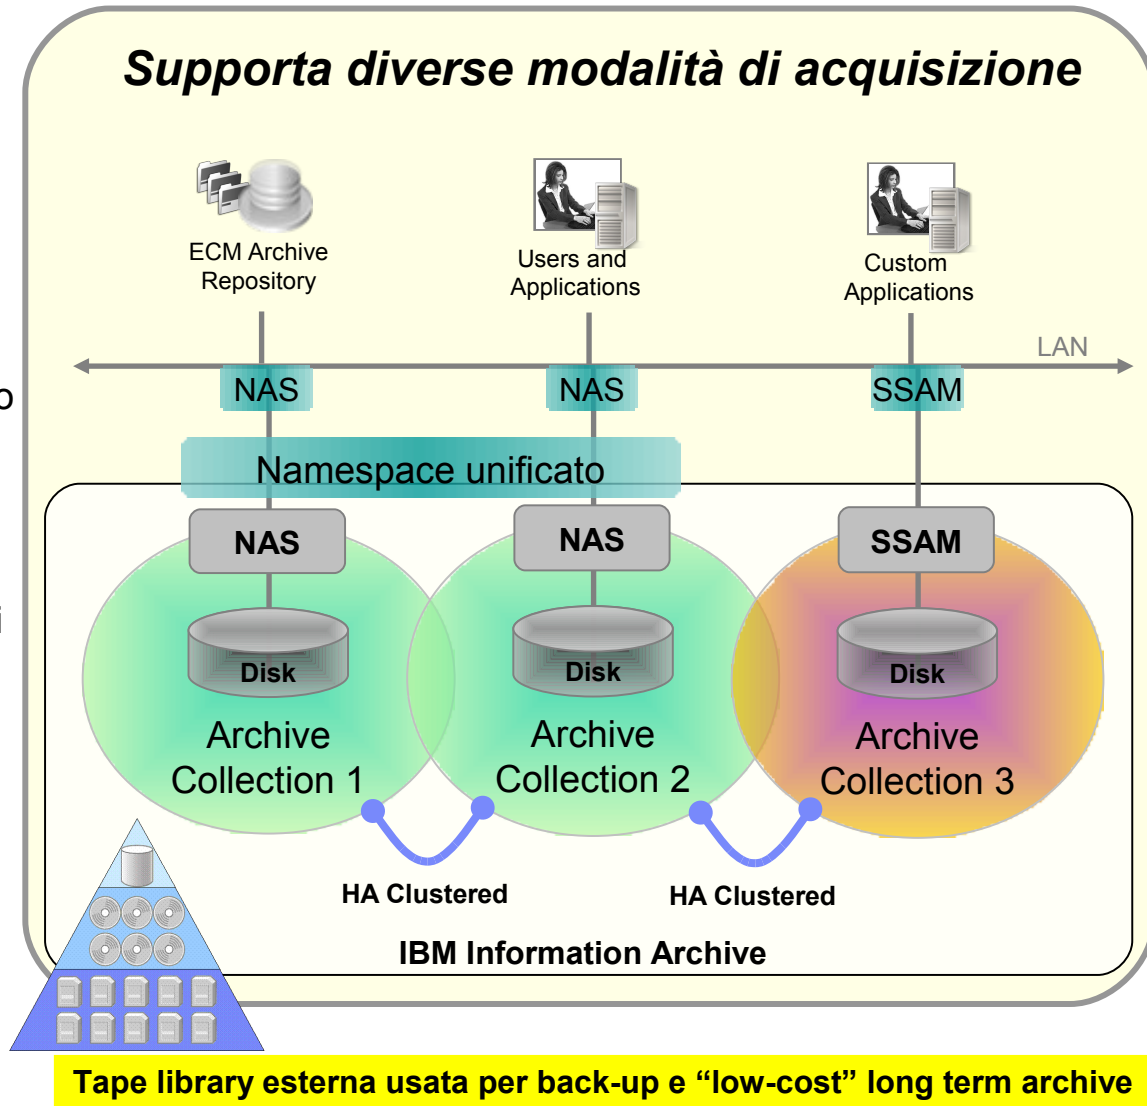 Supporta diverse modalità di acquisizione
ECM Archive
Repository
Users and
Applications
Custom
Applications
LAN
NAS
NAS
SSAM
o
Namespace unificato
NAS
NAS
SSAM
i
Disk
Disk
Disk
Archive
Collection 1
Archive
Collection 2
Archive
Collection 3
HA Clustered
HA Clustered
IBM Information Archive
Tape library esterna usata per back-up e “low-cost” long term archive